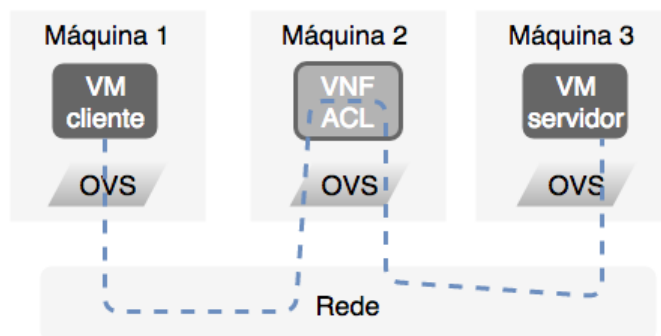 Máquina 1
VM
cliente
OVS
Máquina 2
VNF
ACL
OVS
Máquina 3
VM
servidor
OVS
Rede